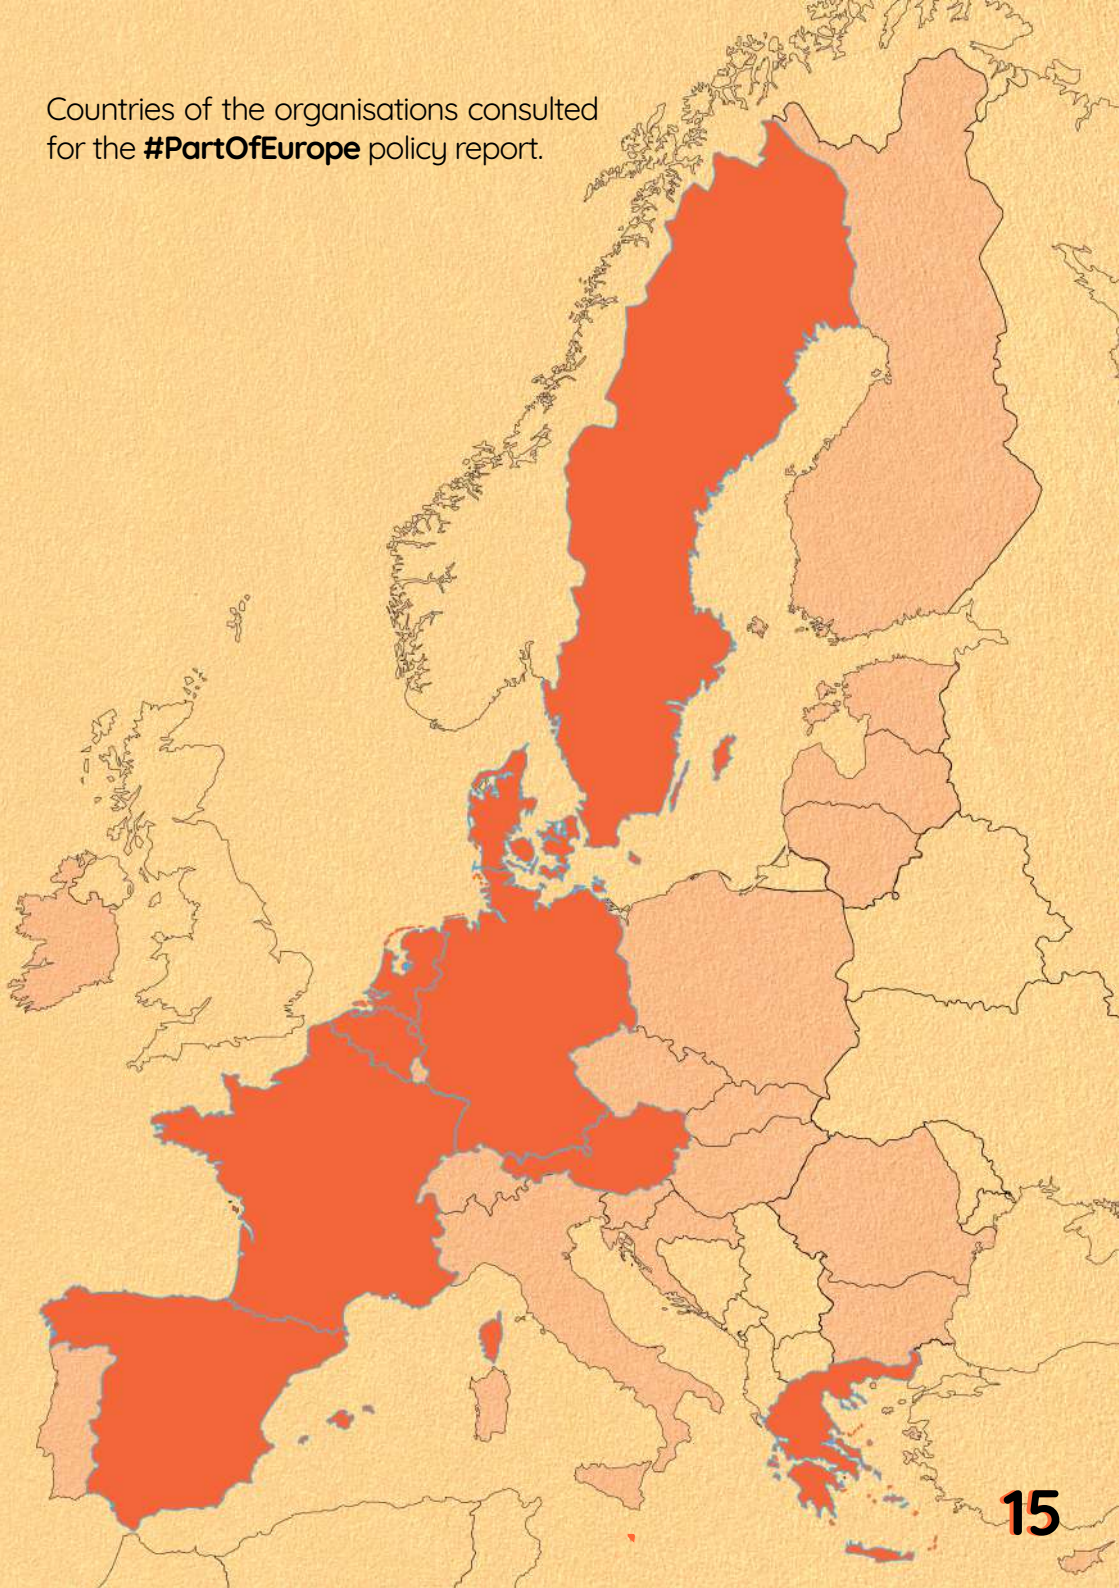 Countries of the organisations consulted
for the #PartOfEurope policy report.
15